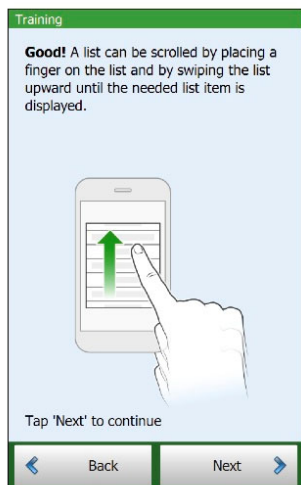 Training
Good! A list can be scrolled by placing a
finger on the list and by swiping the list
upward until the needed list item is
displayed.
Tap 'Next' to continue
Back
Next